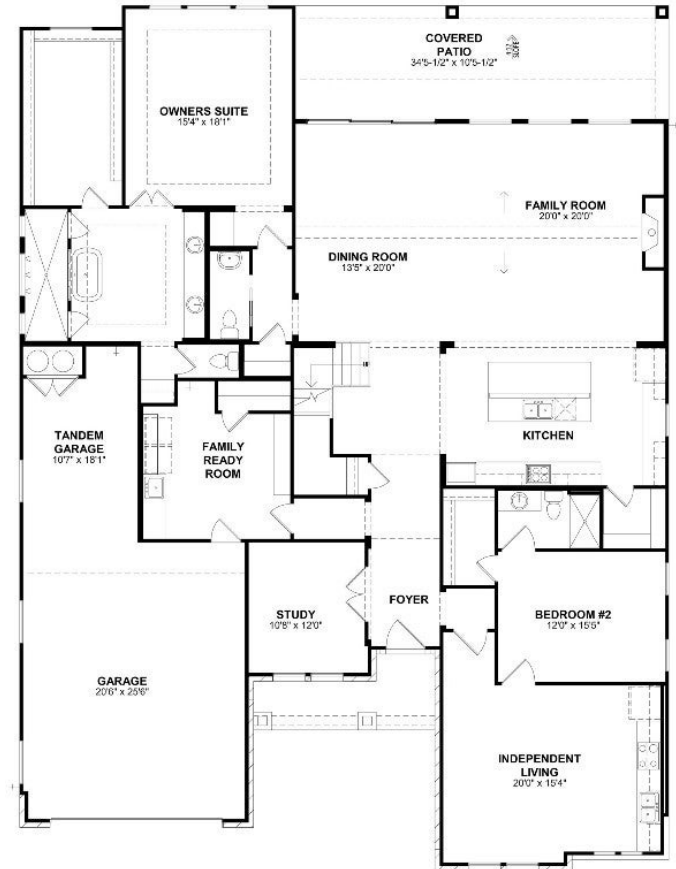 COVERED
PATIO
34'5-1/2" x 10'5-1/2"
SLOPE
OWNERS SUITE
15'4" x 18'1"
FAMILY ROOM
20'0" x 20'0"
DINING ROOM
13'5" x 20'0"
TANDEM
GARAGE
10'7" x 18'1"
FAMILY
READY
ROOM
KITCHEN
STUDY
10'8" x 12'0"
FOYER
BEDROOM #2
12'0" x 15'5"
GARAGE
20'6" x 25'6"
INDEPENDENT
LIVING
20'0" x 15'4"